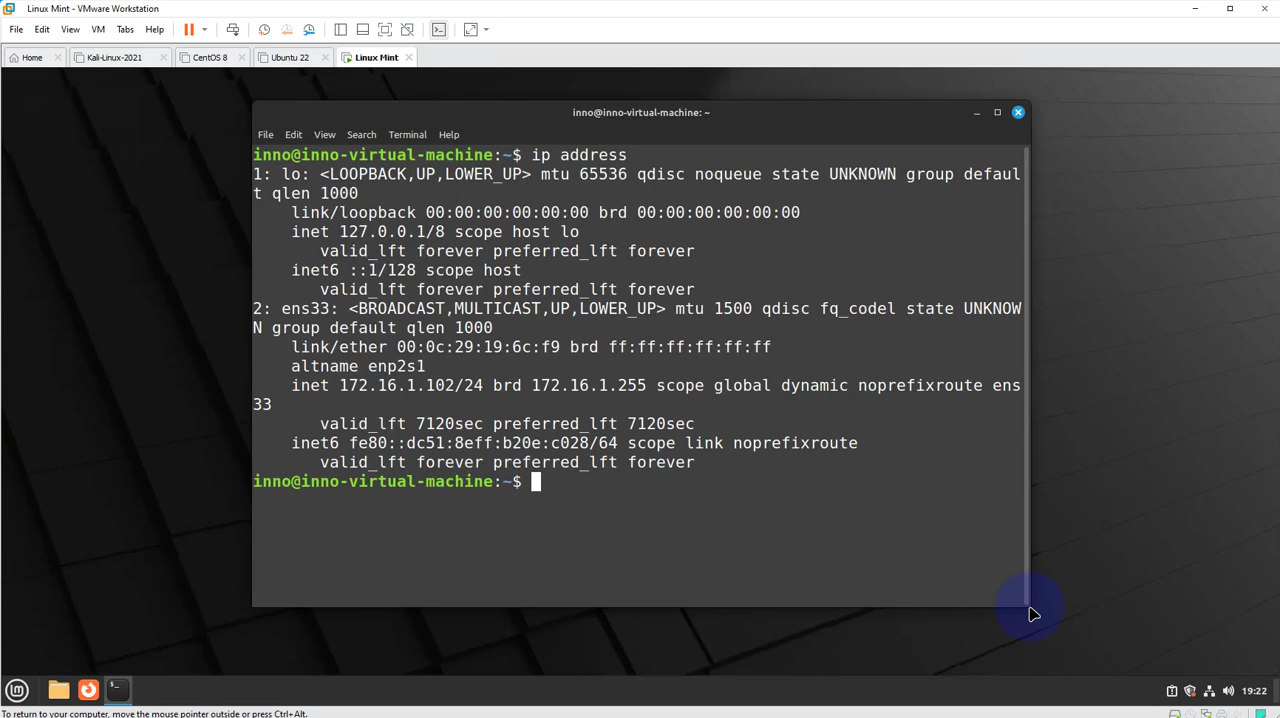 Linux Mint - VMware Workstation
File Edit View VM Tabs Help
Home Kali-Linux-2021 CentOS 8 Ubuntu 22 Linux Mint
inno@inno-virtual-machine: ~
File Edit View Search Terminal Help
inno@inno-virtual-machine:~$ ip address
1: lo: <LOOPBACK,UP,LOWER_UP> mtu 65536 qdisc noqueue state UNKNOWN group defaul
t qlen 1000
link/loopback 00:00:00:00:00:00 brd 00:00:00:00:00:00
inet 127.0.0.1/8 scope host lo
valid_lft forever preferred_lft forever
inet6 ::1/128 scope host
valid_lft forever preferred_lft forever
2: ens33: <BROADCAST,MULTICAST,UP,LOWER_UP> mtu 1500 qdisc fq_codel state UNKNOW
N group default qlen 1000
link/ether 00:0c:29:19:6c:f9 brd ff:ff:ff:ff:ff:ff
altname enp2s1
inet 172.16.1.102/24 brd 172.16.1.255 scope global dynamic noprefixroute ens
33
valid_lft 7120sec preferred_lft 7120sec
inet6 fe80::dc51:8eff:b20e:c028/64 scope link noprefixroute
valid_lft forever preferred_lft forever
inno@inno-virtual-machine:~$
19:22
To return to your computer, move the mouse pointer outside or press Ctrl+Alt.